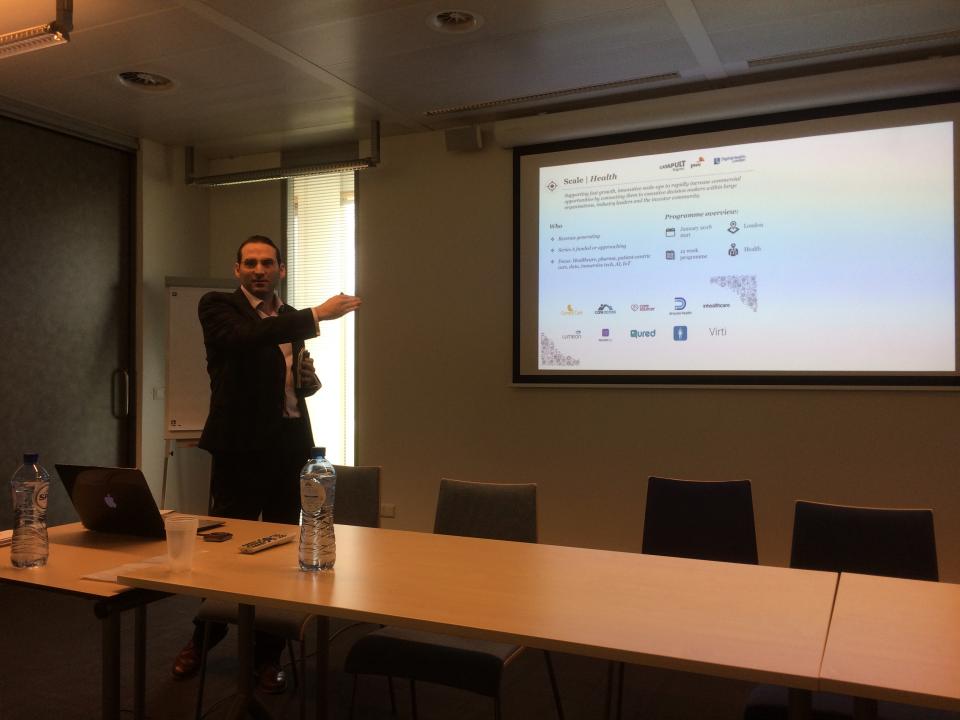 CATAPULT
Digital
pwc
DigitalHealth.London
Scale | Health
Supporting fast growth, innovative scale-ups to rapidly increase commercial
opportunities by connecting them to executive decision makers within large
organisations, industry leaders and the investor community.
Who
Revenue generating
Series A funded or approaching
Focus: Healthcare, pharma, patient-centric
care, data, immersive tech, AI, IoT
Programme overview:
January 2018
start
London
12 week
programme
Health
inhealthcare
Lumeon
Qured
Virti